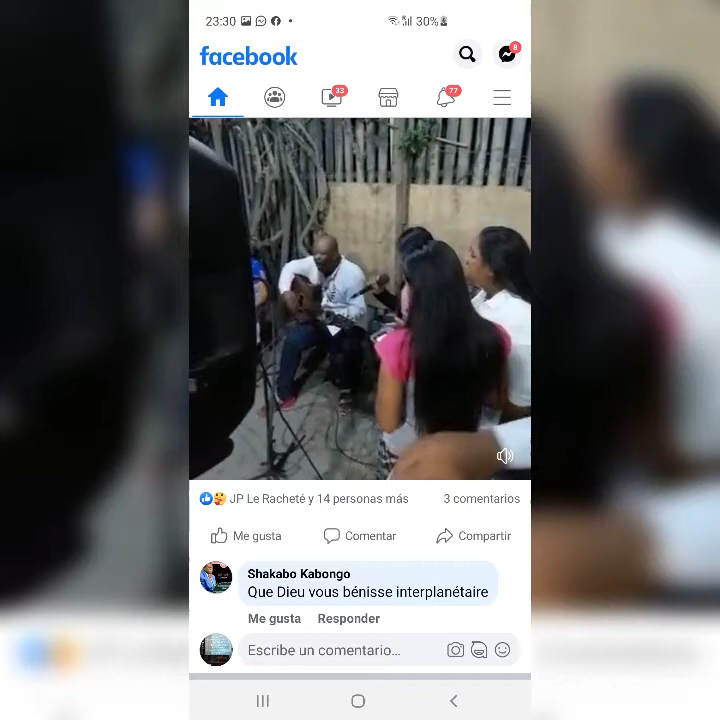 23:30 30%
facebook
8
33
77
JP Le Racheté y 14 personas más 3 comentarios
Me gusta Comentar Compartir
Shakabo Kabongo
Que Dieu vous bénisse interplanétaire
Me gusta Responder
Escribe un comentario...